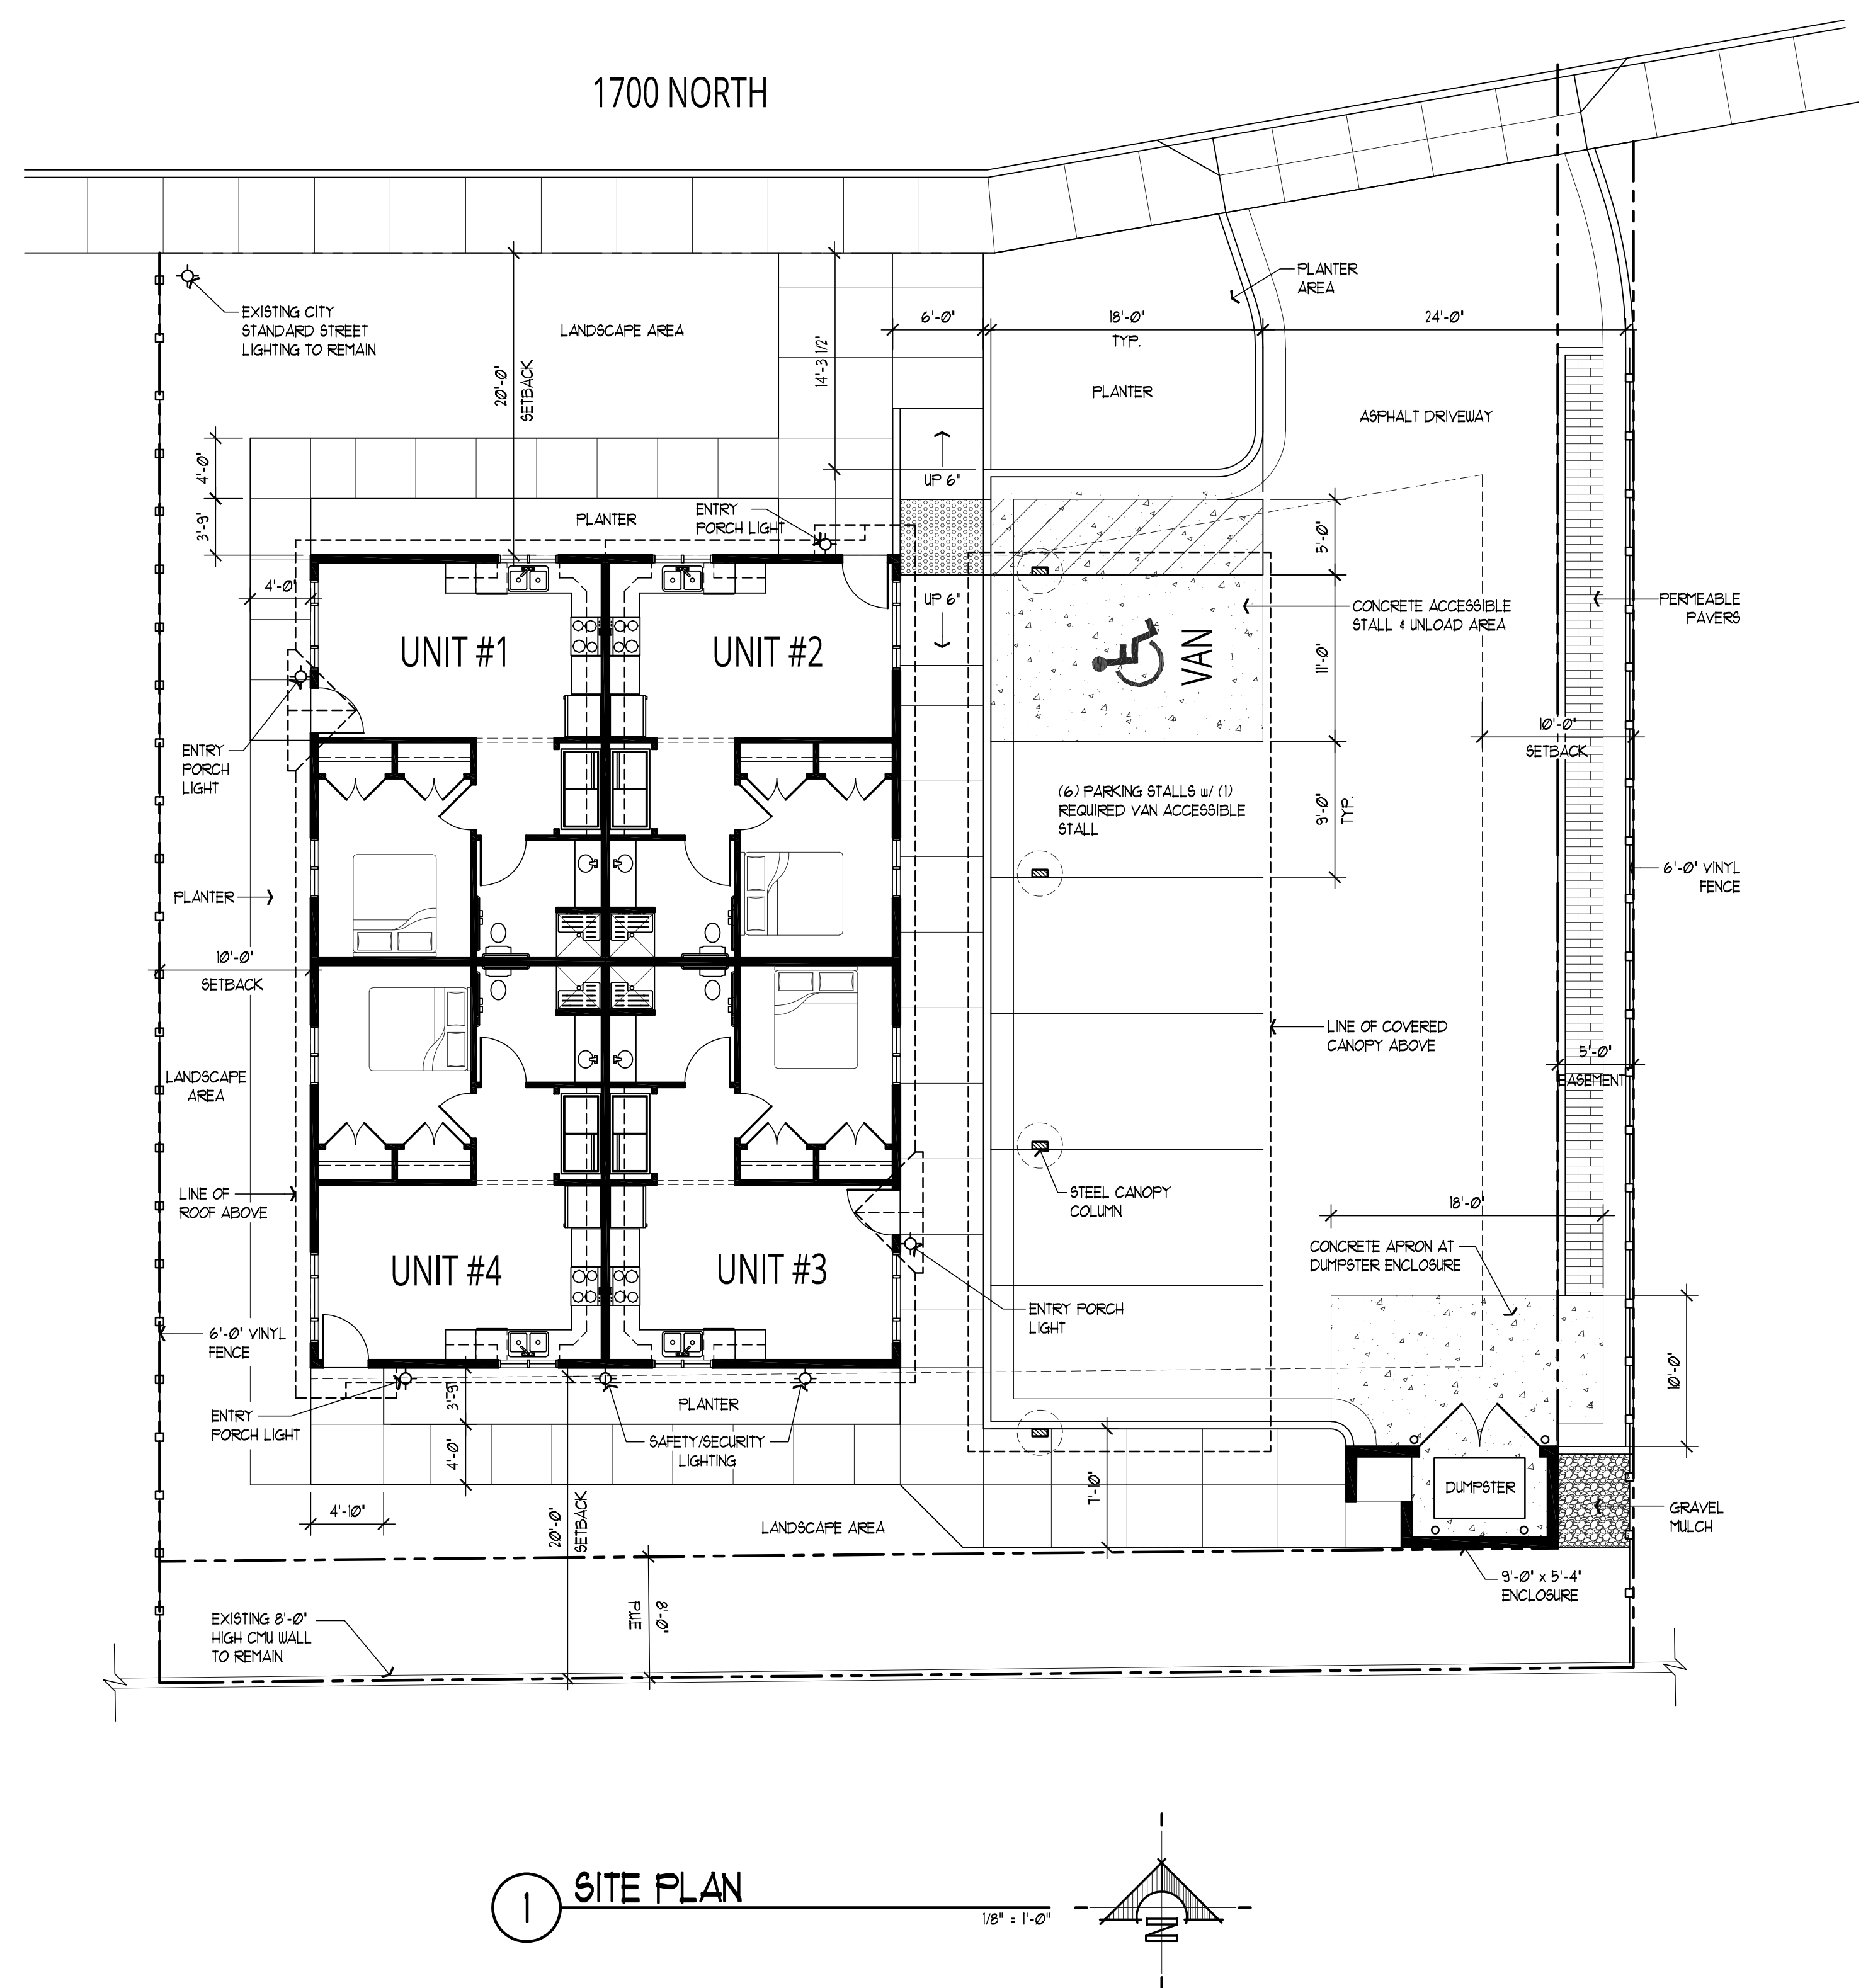 1700 NORTH
PLANTER
AREA
EXISTING CITY
STANDARD STREET
LIGHTING TO REMAIN
LANDSCAPE AREA
6'-0"
18'-0"
TYP.
24'-0"
20'-0"
SETBACK
14'-3 1/2"
PLANTER
ASPHALT DRIVEWAY
4'-0"
3'-9"
UP 6"
ENTRY
PORCH LIGHT
PLANTER
5'-0"
4'-0"
UP 6"
CONCRETE ACCESSIBLE
STALL & UNLOAD AREA
PERMEABLE
PAVERS
UNIT #1
UNIT #2
VAN
11'-0"
10'-0"
SETBACK
ENTRY
PORCH
LIGHT
(6) PARKING STALLS w/ (1)
REQUIRED VAN ACCESSIBLE
STALL
9'-0"
TYP.
6'-0" VINYL
FENCE
PLANTER
10'-0"
SETBACK
LINE OF COVERED
CANOPY ABOVE
5'-0"
EASEMENT
LANDSCAPE
AREA
LINE OF
ROOF ABOVE
STEEL CANOPY
COLUMN
18'-0"
CONCRETE APRON AT
DUMPSTER ENCLOSURE
UNIT #4
UNIT #3
ENTRY PORCH
LIGHT
6'-0" VINYL
FENCE
10'-0"
3'-9"
PLANTER
ENTRY
PORCH LIGHT
SAFETY/SECURITY
LIGHTING
4'-0"
7'-10"
DUMPSTER
4'-10"
20'-0"
SETBACK
LANDSCAPE AREA
GRAVEL
MULCH
9'-0" x 5'-4"
ENCLOSURE
EXISTING 8'-0"
HIGH CMU WALL
TO REMAIN
8'-0"
PUE
1
SITE PLAN
1/8" = 1'-0"
N